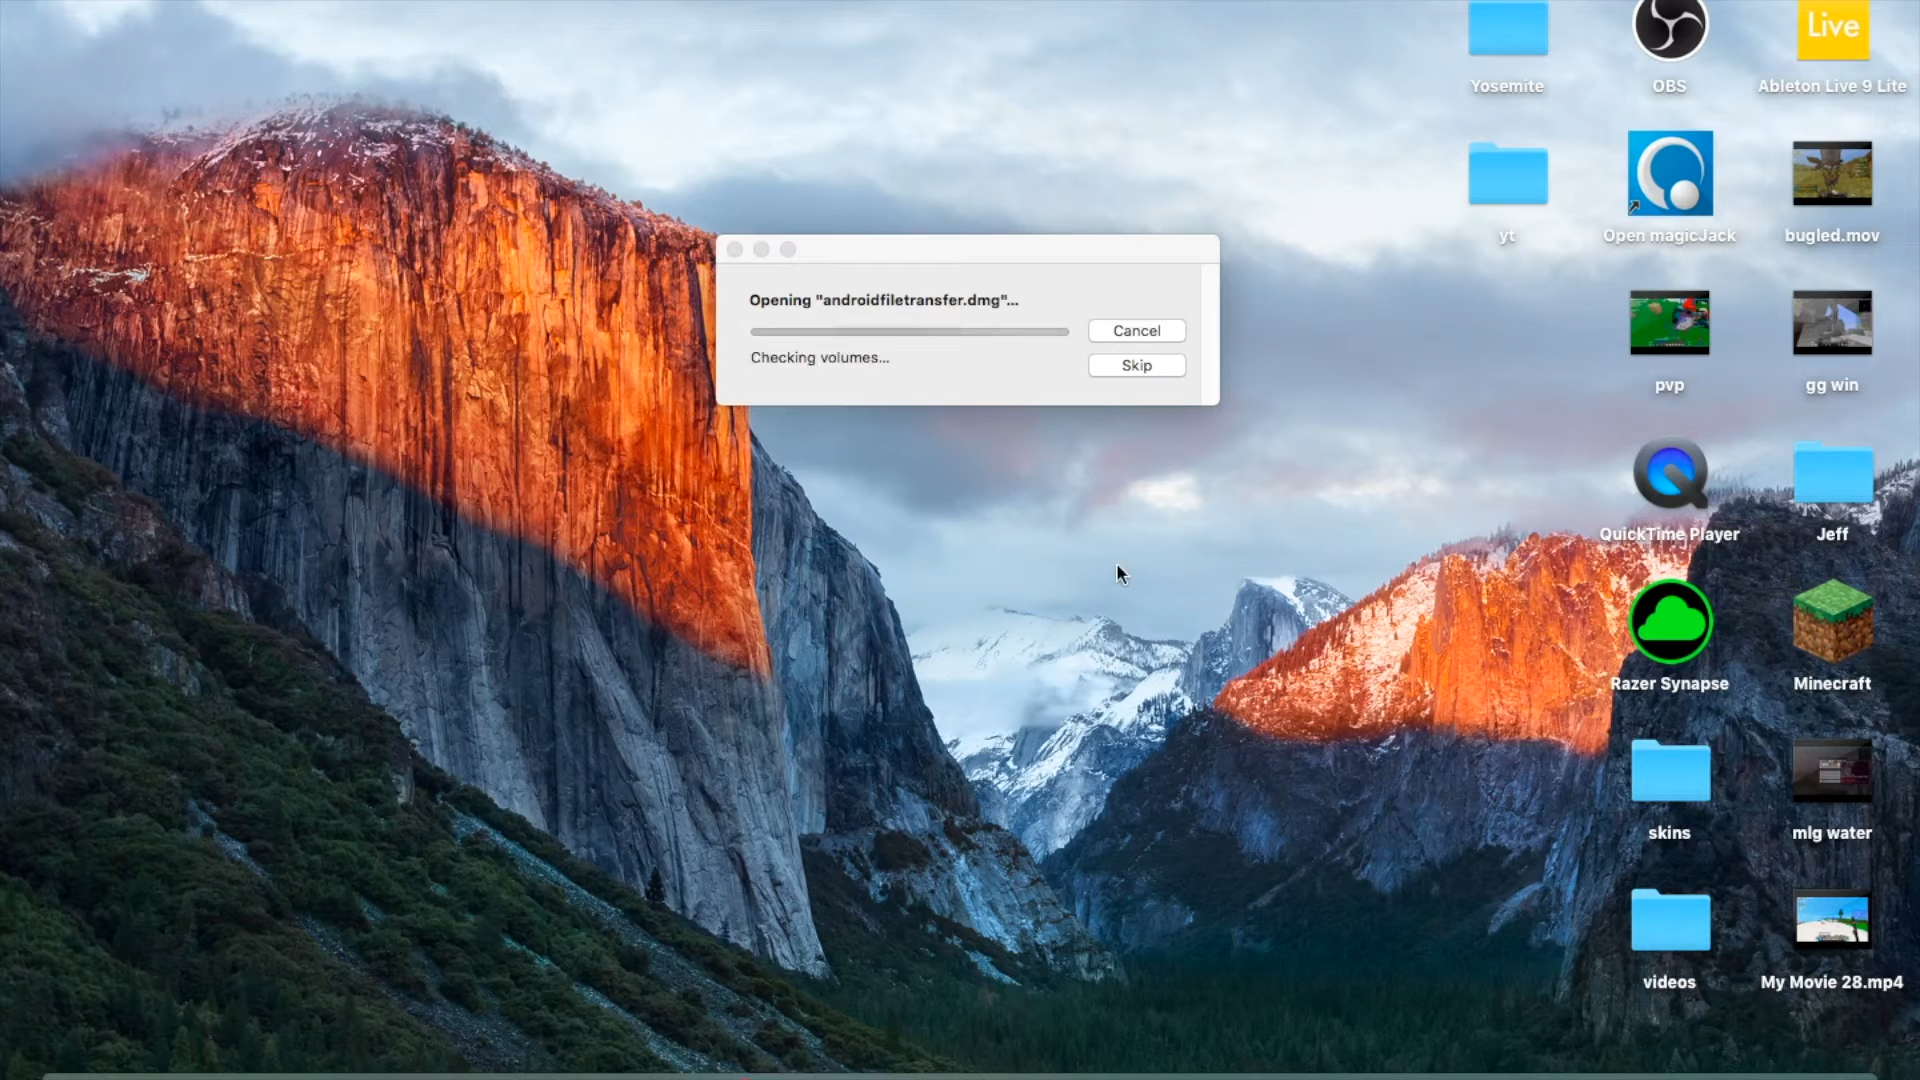 Live
Yosemite
OBS
Ableton Live 9 Lite
yt
Open magicJack
bugled.mov
Opening "androidfiletransfer.dmg"...
Cancel
Checking volumes...
Skip
pvp
gg win
QuickTime Player
Jeff
Razer Synapse
Minecraft
skins
mlg water
videos
My Movie 28.mp4